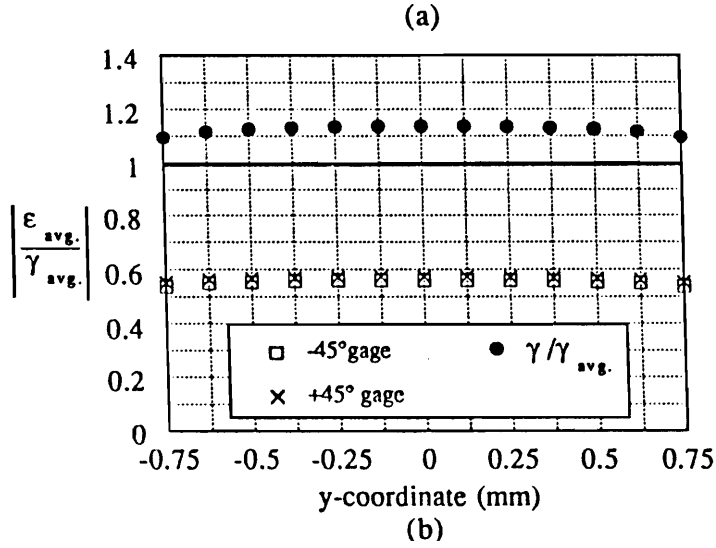 (a)
1.4
1.2
1
0.8
0.6
0.4
0.2
0
|ε avg. / γ avg.|
-45°gage
γ/γ avg.
+45° gage
-0.75 -0.5 -0.25 0 0.25 0.5 0.75
y-coordinate (mm)
(b)